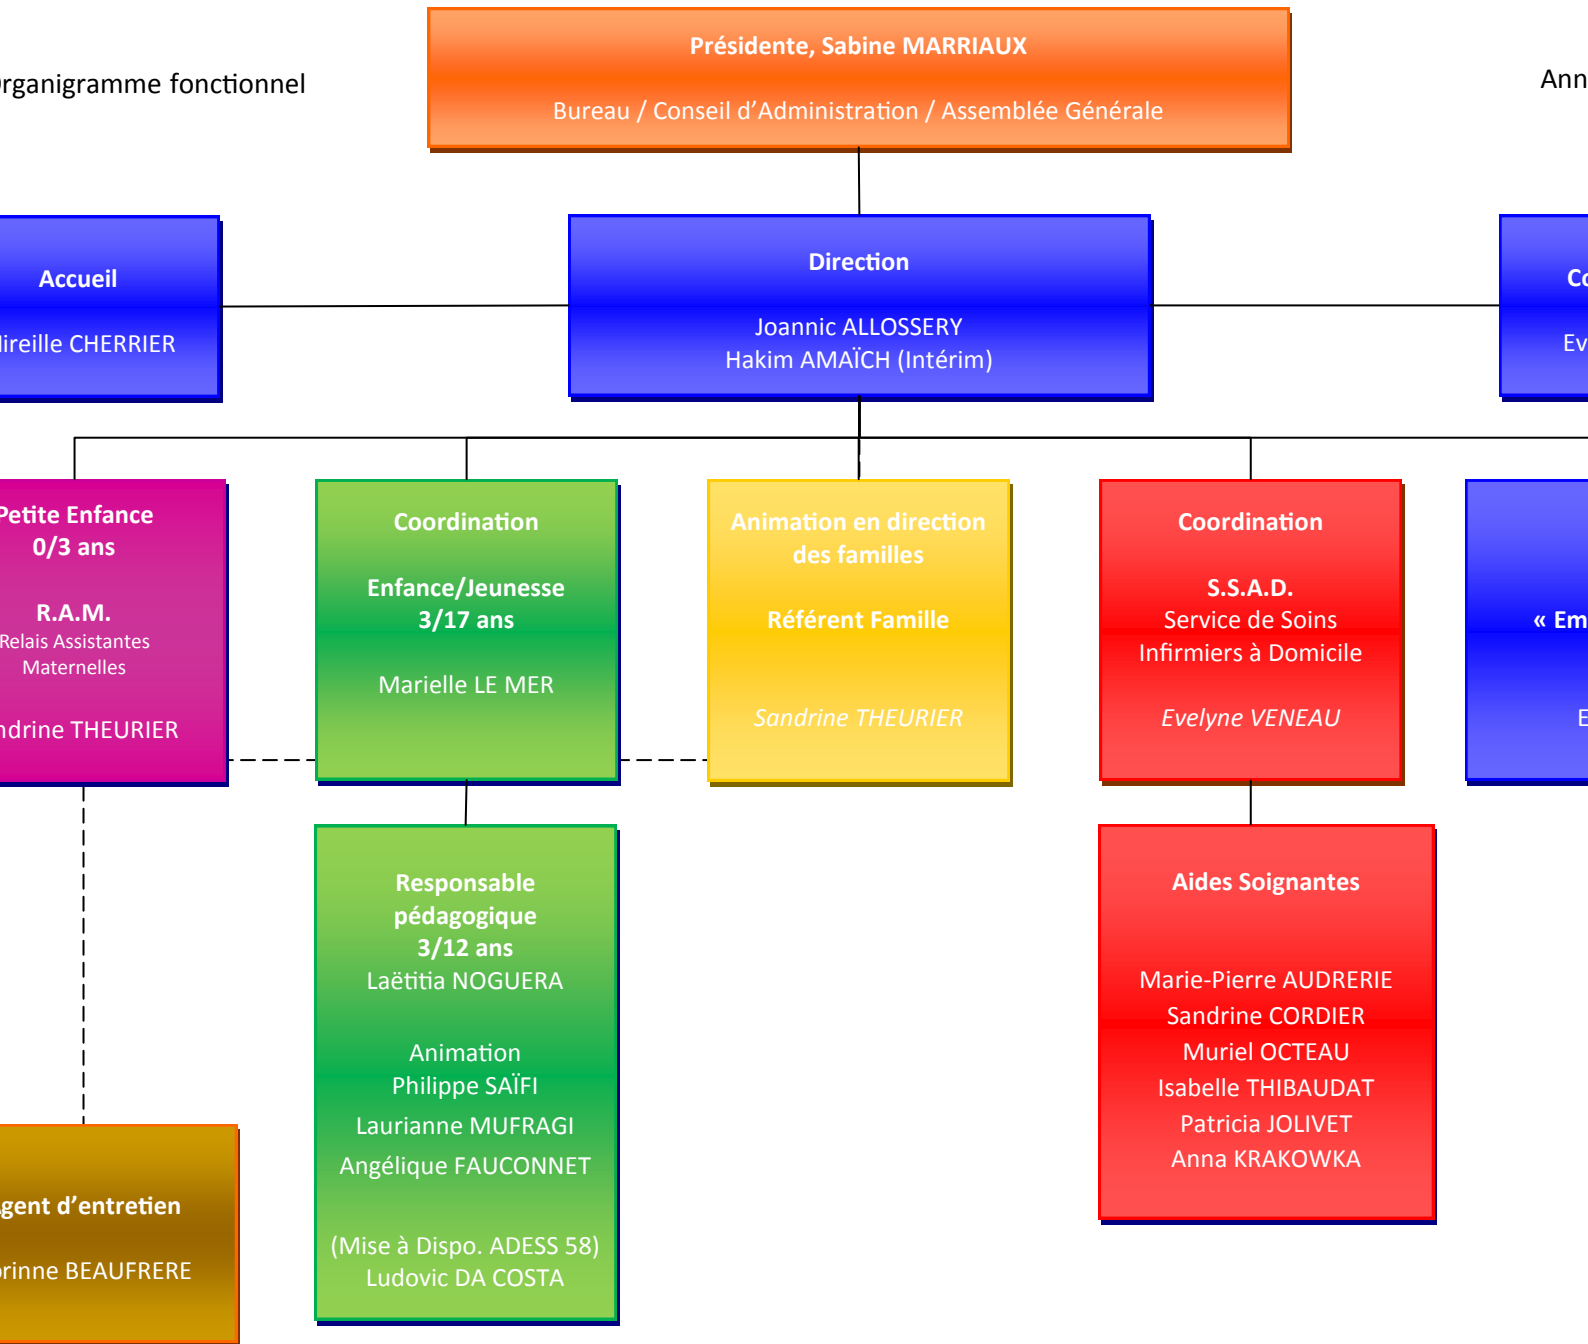 Présidente, Sabine MARRIAUX
Bureau / Conseil d'Administration / Assemblée Générale
rganigramme fonctionnel
Ann
Accueil
ireille CHERRIER
Direction
Joannic ALLOSSERY
Hakim AMAÏCH (Intérim)
Co
Ev
Petite Enfance
0/3 ans
R.A.M.
Relais Assistantes
Maternelles
ndrine THEURIER
Coordination
Enfance/Jeunesse
3/17 ans
Marielle LE MER
Animation en direction
des familles
Référent Famille
Sandrine THEURIER
Coordination
S.S.A.D.
Service de Soins
Infirmiers à Domicile
Evelyne VENEAU
« Em
E
Responsable
pédagogique
3/12 ans
Laëtitia NOGUERA
Animation
Philippe SAÏFI
Laurianne MUFRAGI
Angélique FAUCONNET
(Mise à Dispo. ADESS 58)
Ludovic DA COSTA
Aides Soignantes
Marie-Pierre AUDRERIE
Sandrine CORDIER
Muriel OCTEAU
Isabelle THIBAUDAT
Patricia JOLIVET
Anna KRAKOWKA
gent d'entretien
orinne BEAUFRERE